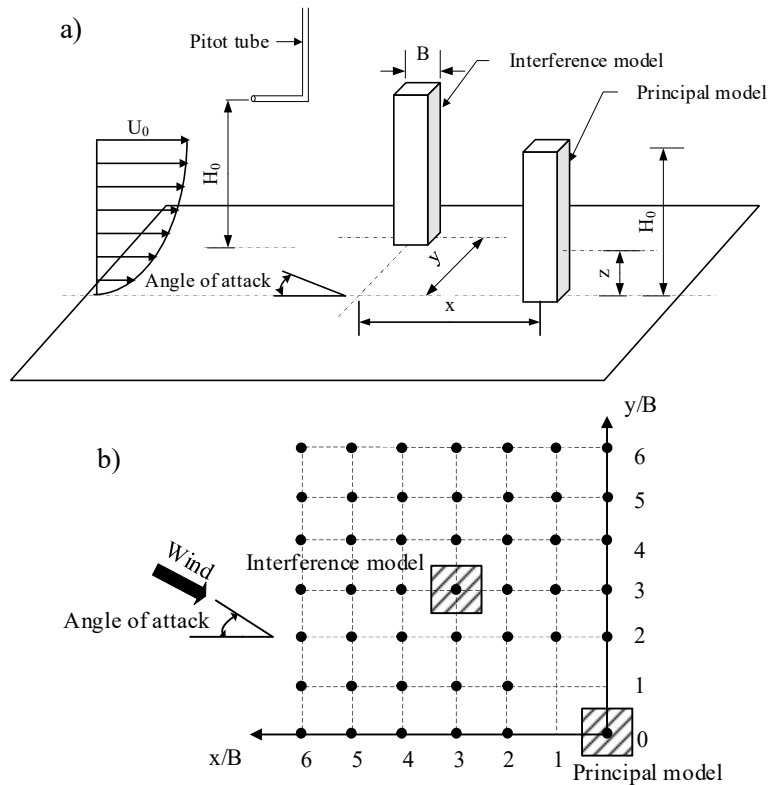 a)
Pitot tube
B
Interference model
Principal model
U₀
H₀
H₀
y
z
Angle of attack
x
y/B
b)
6
5
Wind
4
Interference model
3
Angle of attack
2
1
0
x/B
6 5 4 3 2 1
Principal model